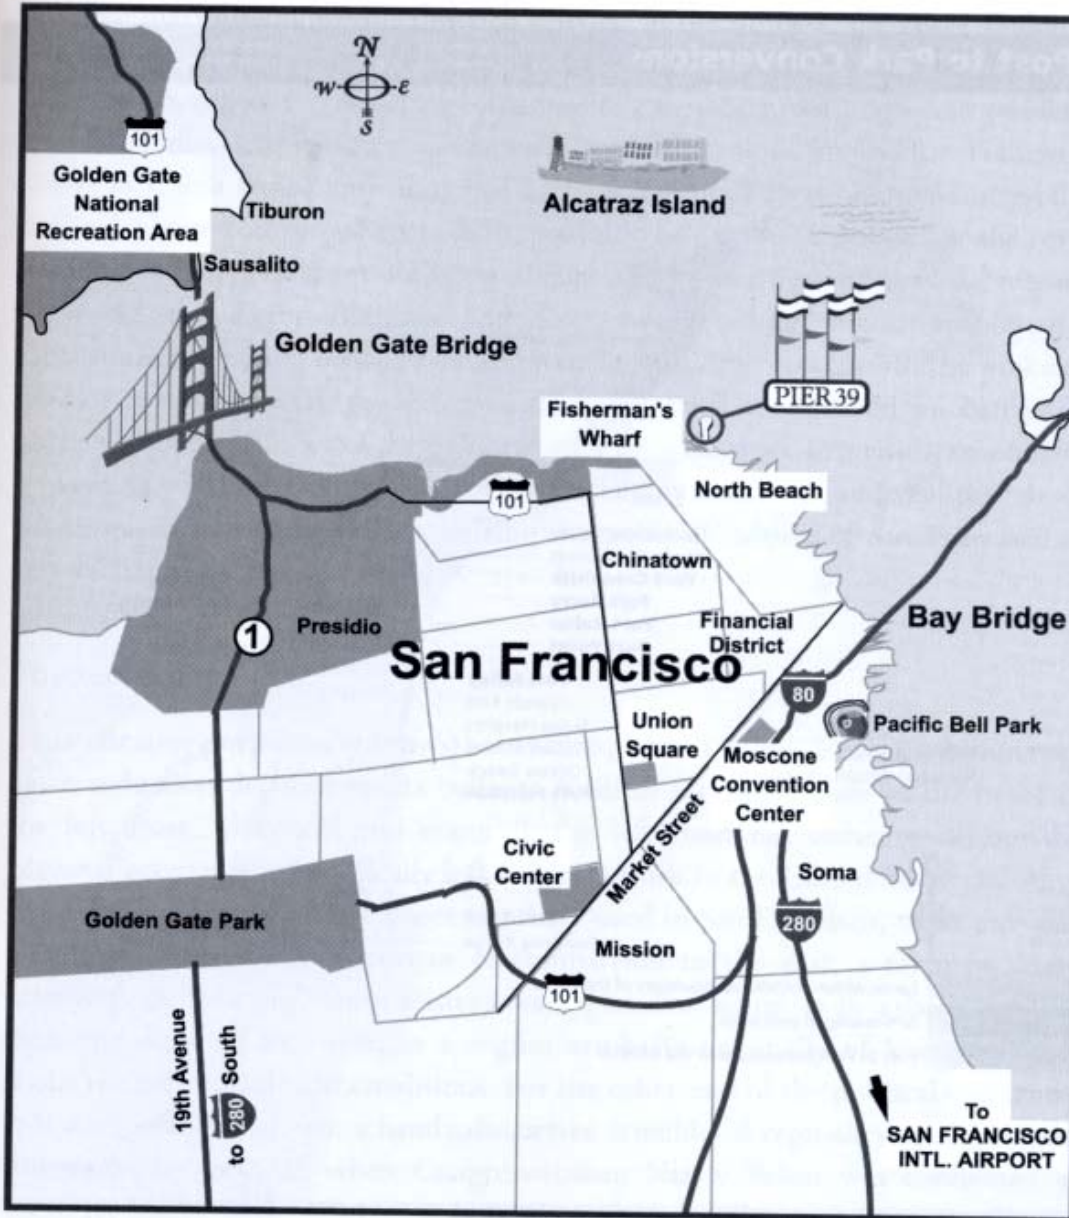 N
W
E
S
101
Golden Gate
National
Recreation Area
Tiburon
Sausalito
Alcatraz Island
Golden Gate Bridge
PIER 39
Fisherman's
Wharf
101
North Beach
Chinatown
Financial
District
Bay Bridge
1
Presidio
San Francisco
80
Union
Square
Pacific Bell Park
Moscone
Convention
Center
Market Street
Civic
Center
Soma
Golden Gate Park
280
Mission
101
19th Avenue
to 280 South
To
SAN FRANCISCO
INTL. AIRPORT